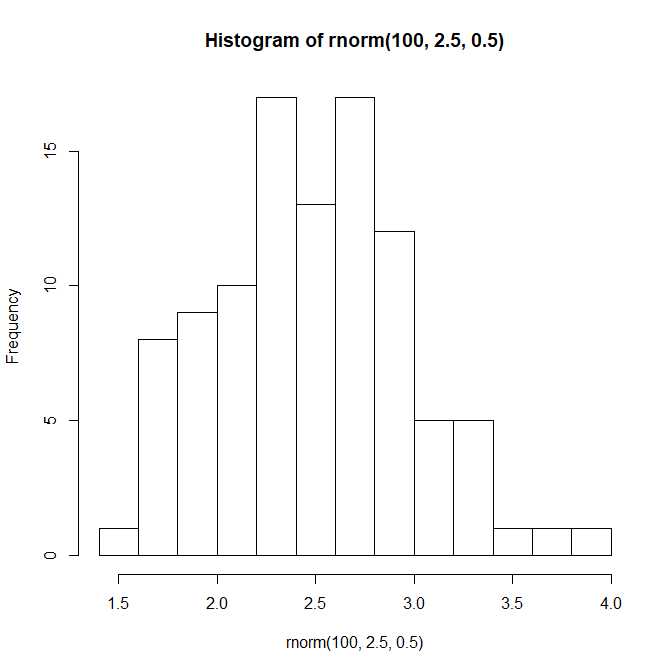 Histogram of rnorm(100, 2.5, 0.5)
Frequency
15
10
5
0
1.5 2.0 2.5 3.0 3.5 4.0
rnorm(100, 2.5, 0.5)